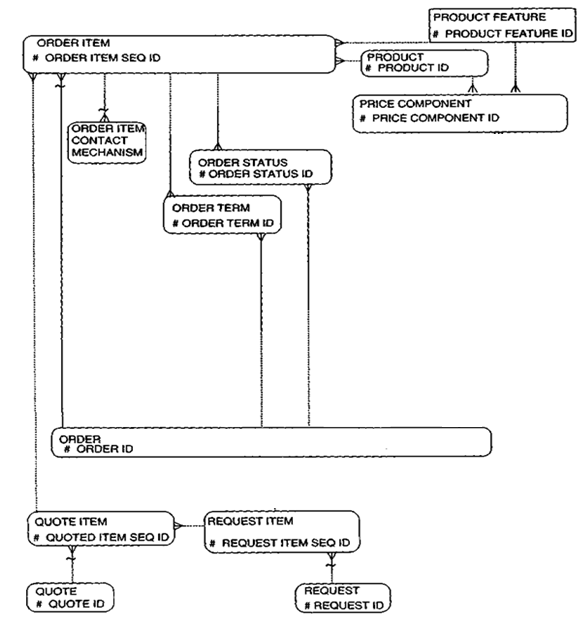 PRODUCT FEATURE
# PRODUCT FEATURE ID
ORDER ITEM
# ORDER ITEM SEQ ID
PRODUCT
# PRODUCT ID
PRICE COMPONENT
# PRICE COMPONENT ID
ORDER ITEM
CONTACT
MECHANISM
ORDER STATUS
# ORDER STATUS ID
ORDER TERM
# ORDER TERM ID
ORDER
# ORDER ID
QUOTE ITEM
# QUOTED ITEM SEQ ID
REQUEST ITEM
# REQUEST ITEM SEQ ID
QUOTE
# QUOTE ID
REQUEST
# REQUEST ID